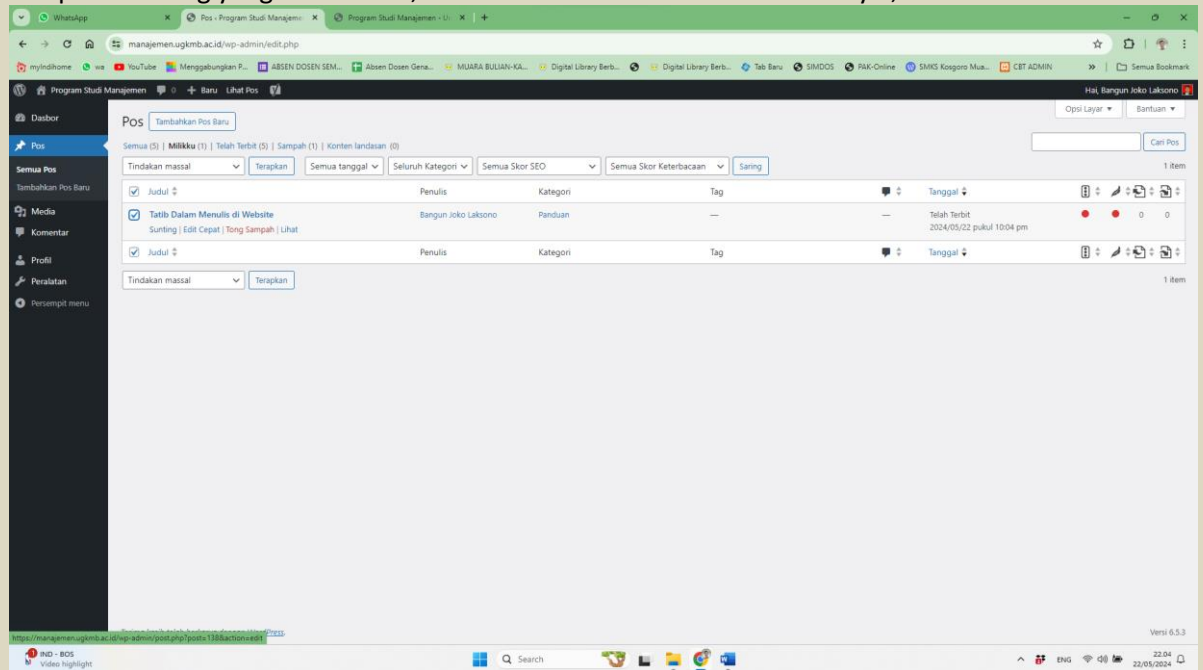 WhatsApp
Pos ‹ Program Studi Manajemen
Program Studi Manajemen - Un
manajemen.ugkmb.ac.id/wp-admin/edit.php
myindihome
wa
YouTube
Menggabungkan P...
ABSEN DOSEN SEM...
Absen Dosen Gena...
MUARA BULIAN-KA...
Digital Library Berb...
Digital Library Berb...
Tab Baru
SIMDOS
PAK-Online
SMKS Kosgoro Mua...
CBT ADMIN
Semua Bookmark
Program Studi Manajemen 0 + Baru Lihat Pos
Hai, Bangun Joko Laksono
Dasbor
Pos
Semua Pos
Tambahkan Pos Baru
Media
Komentar
Profil
Peralatan
Persempit menu
Opsi Layar ▼
Bantuan ▼
Pos Tambahkan Pos Baru
Semua (5) | Milikku (1) | Telah Terbit (5) | Sampah (1) | Konten landasan (0)
Cari Pos
Tindakan massal Terapkan Semua tanggal Seluruh Kategori Semua Skor SEO Semua Skor Keterbacaan Saring
1 item
Judul Penulis Kategori Tag Tanggal
Tatib Dalam Menulis di Website Bangun Joko Laksono Panduan — — Telah Terbit 0 0
Sunting | Edit Cepat | Tong Sampah | Lihat 2024/05/22 pukul 10:04 pm
Judul Penulis Kategori Tag Tanggal
Tindakan massal Terapkan
1 item
WordPress.
Versi 6.5.3
https://manajemen.ugkmb.ac.id/wp-admin/post.php?post=138&action=edit
1
IND - BOS
Video highlight
Search
ENG
22.04
22/05/2024